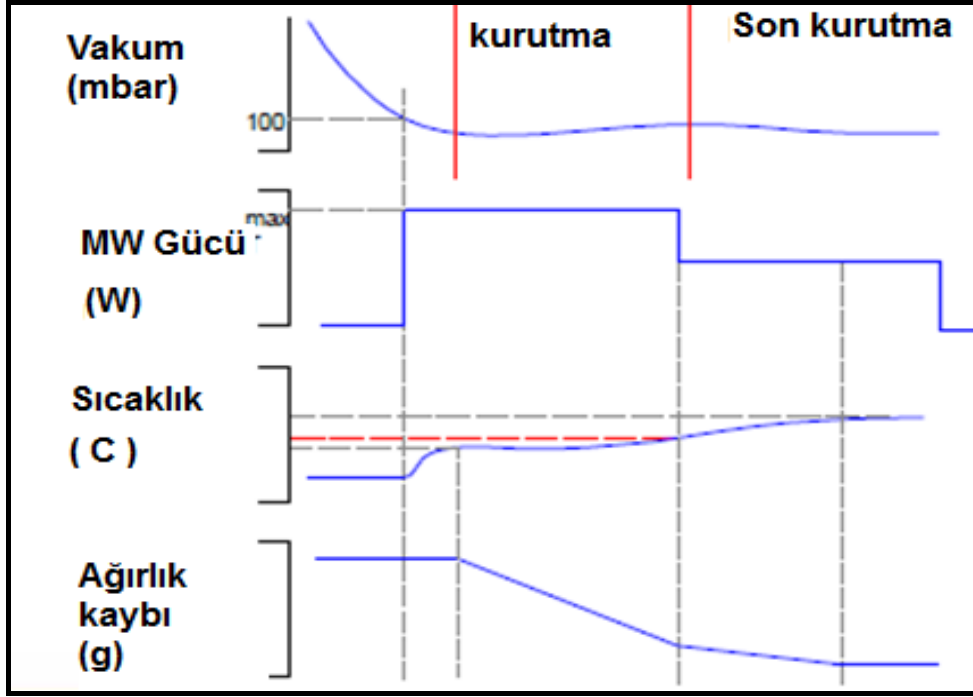 Vakum
(mbar)
kurutma
Son kurutma
100
max
MW Gücü
(W)
Sıcaklık
( C )
Ağırlık
kaybı
(g)